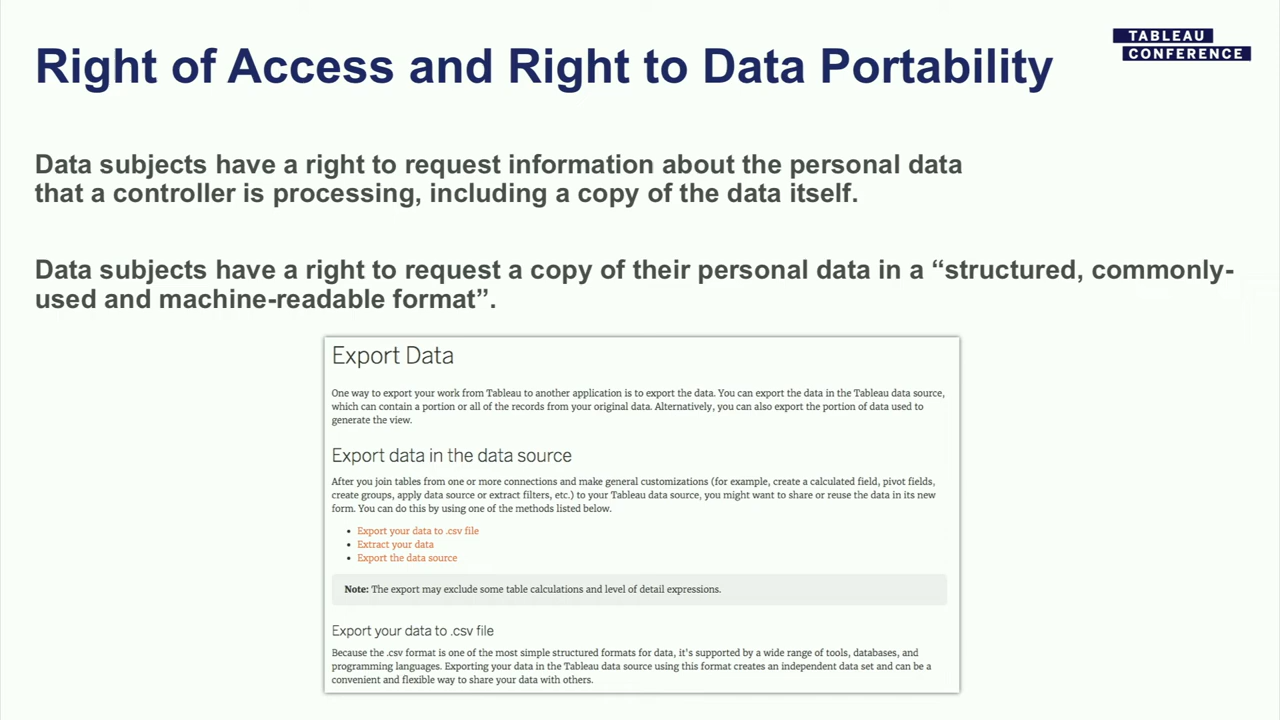 TABLEAU
CONFERENCE
Right of Access and Right to Data Portability
Data subjects have a right to request information about the personal data
that a controller is processing, including a copy of the data itself.
Data subjects have a right to request a copy of their personal data in a “structured, commonly-
used and machine-readable format”.
Export Data
One way to export your work from Tableau to another application is to export the data. You can export the data in the Tableau data source,
which can contain a portion or all of the records from your original data. Alternatively, you can also export the portion of data used to
generate the view.
Export data in the data source
After you join tables from one or more connections and make general customizations (for example, create a calculated field, pivot fields,
create groups, apply data source or extract filters, etc.) to your Tableau data source, you might want to share or reuse the data in its new
form. You can do this by using one of the methods listed below.
• Export your data to .csv file
• Extract your data
• Export the data source
Note: The export may exclude some table calculations and level of detail expressions.
Export your data to .csv file
Because the .csv format is one of the most simple structured formats for data, it's supported by a wide range of tools, databases, and
programming languages. Exporting your data in the Tableau data source using this format creates an independent data set and can be a
convenient and flexible way to share your data with others.